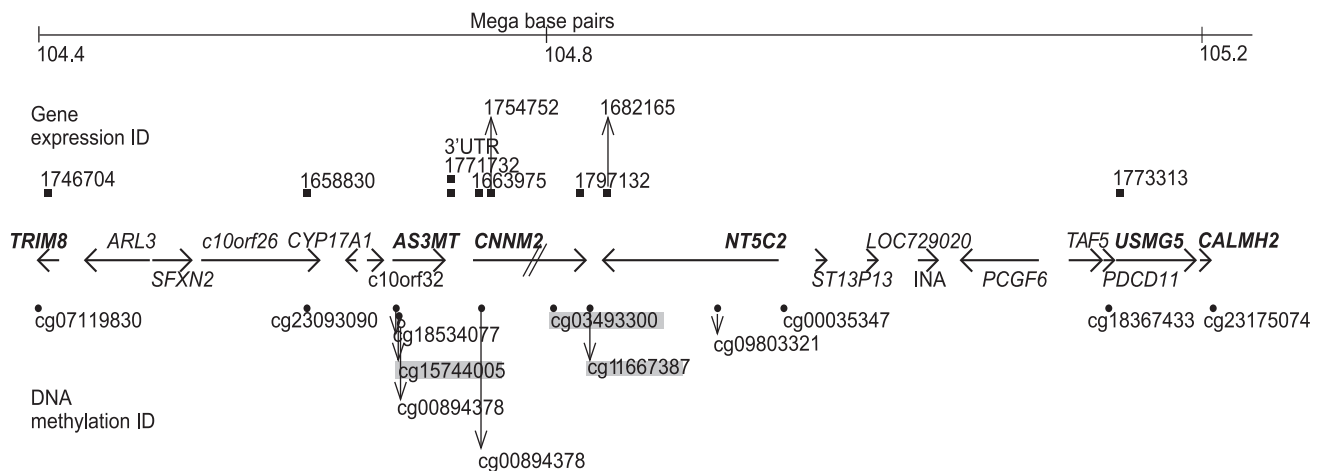 Mega base pairs
104.4 104.8 105.2
Gene
expression ID
1754752 1682165
3'UTR
1771732
1746704 1658830 1663975 1797132 1773313
TRIM8 ARL3 c10orf26 CYP17A1 AS3MT CNNM2 NT5C2 LOC729020 TAF5 USMG5 CALMH2
SFXN2 c10orf32 ST13P13 INA PCGF6 PDCD11
cg07119830 cg23093090 cg18534077 cg03493300 cg00035347 cg18367433 cg23175074
cg09803321
cg15744005 cg11667387
cg00894378
DNA
methylation ID
cg00894378